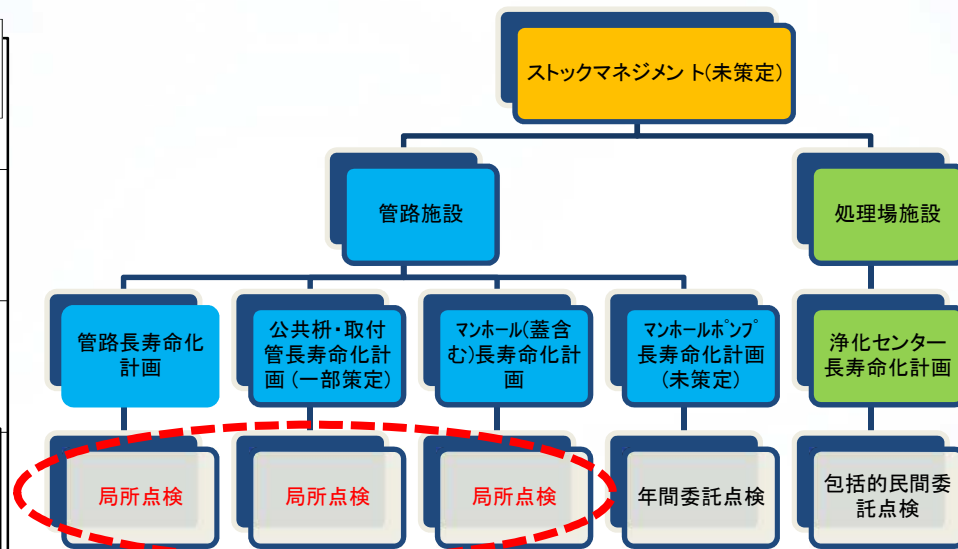 ストックマネジメント(未策定)
管路施設
処理場施設
管路長寿命化
計画
公共枡・取付
管長寿命化計
画(一部策定)
マンホール(蓋含
む)長寿命化計
画
マンホールポンプ
長寿命化計画
(未策定)
浄化センター
長寿命化計画
局所点検
局所点検
局所点検
年間委託点検
包括的民間委
託点検